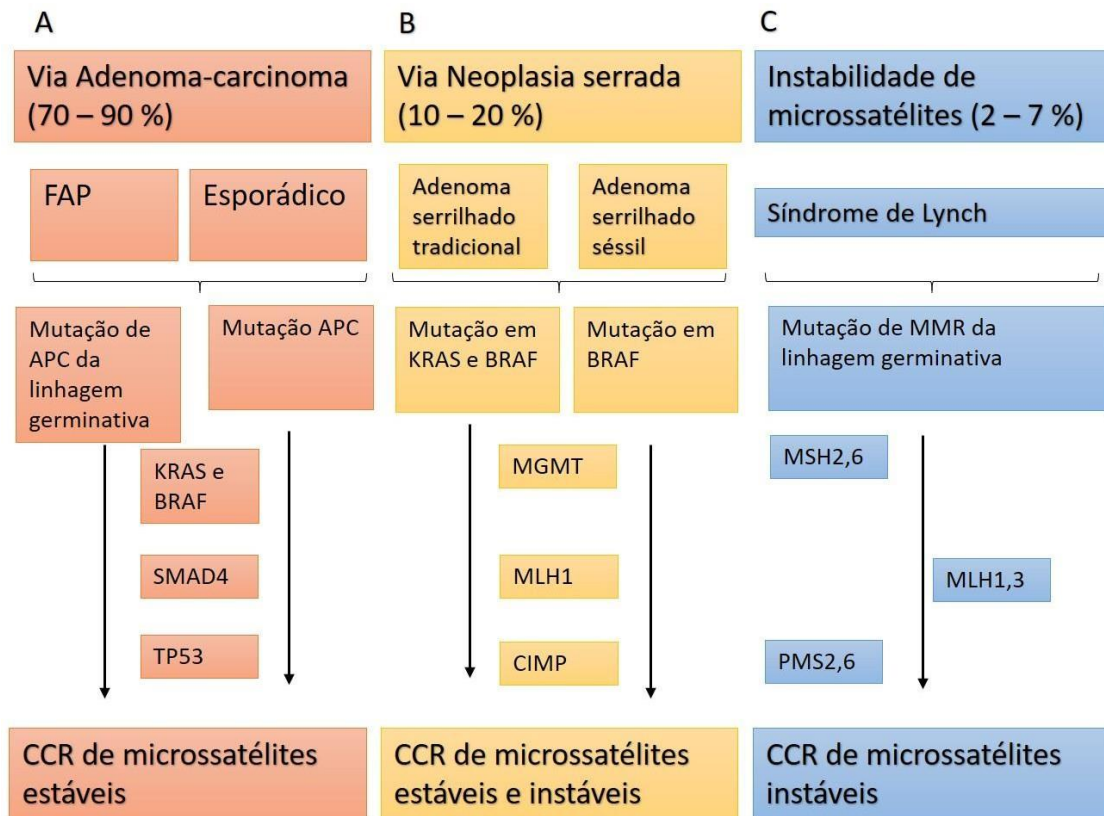 A
Via Adenoma-carcinoma
(70 – 90 %)
FAP
Esporádico
Mutação de
APC da
linhagem
germinativa
Mutação APC
KRAS e
BRAF
SMAD4
TP53
CCR de microssatélites
estáveis
B
Via Neoplasia serrada
(10 – 20 %)
Adenoma
serrilhado
tradicional
Adenoma
serrilhado
séssil
Mutação em
KRAS e BRAF
Mutação em
BRAF
MGMT
MLH1
CIMP
CCR de microssatélites
estáveis e instáveis
C
Instabilidade de
microssatélites (2 – 7 %)
Síndrome de Lynch
Mutação de MMR da
linhagem germinativa
MSH2,6
MLH1,3
PMS2,6
CCR de microssatélites
instáveis